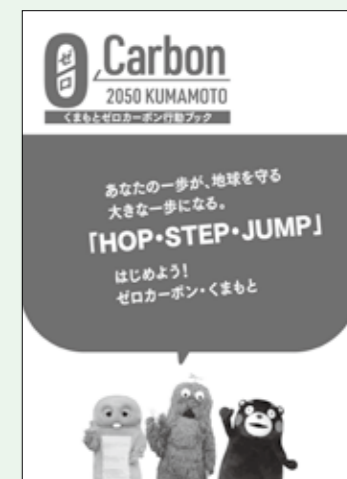 0 ゼロ Carbon
2050 KUMAMOTO
くまもとゼロカーボン行動ブック
あなたの一歩が、地球を守る
大きな一歩になる。
「HOP・STEP・JUMP」
はじめよう！
ゼロカーボン・くまもと